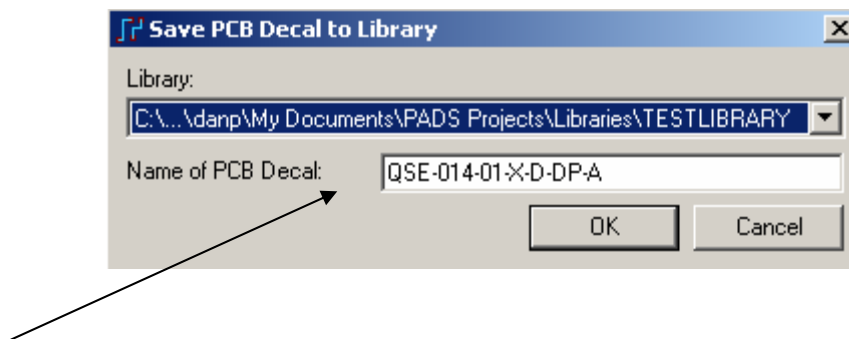 Save PCB Decal to Library
Library:
C:\...\danp\My Documents\PADS Projects\Libraries\TESTLIBRARY
Name of PCB Decal: QSE-014-01-X-D-DP-A
OK Cancel